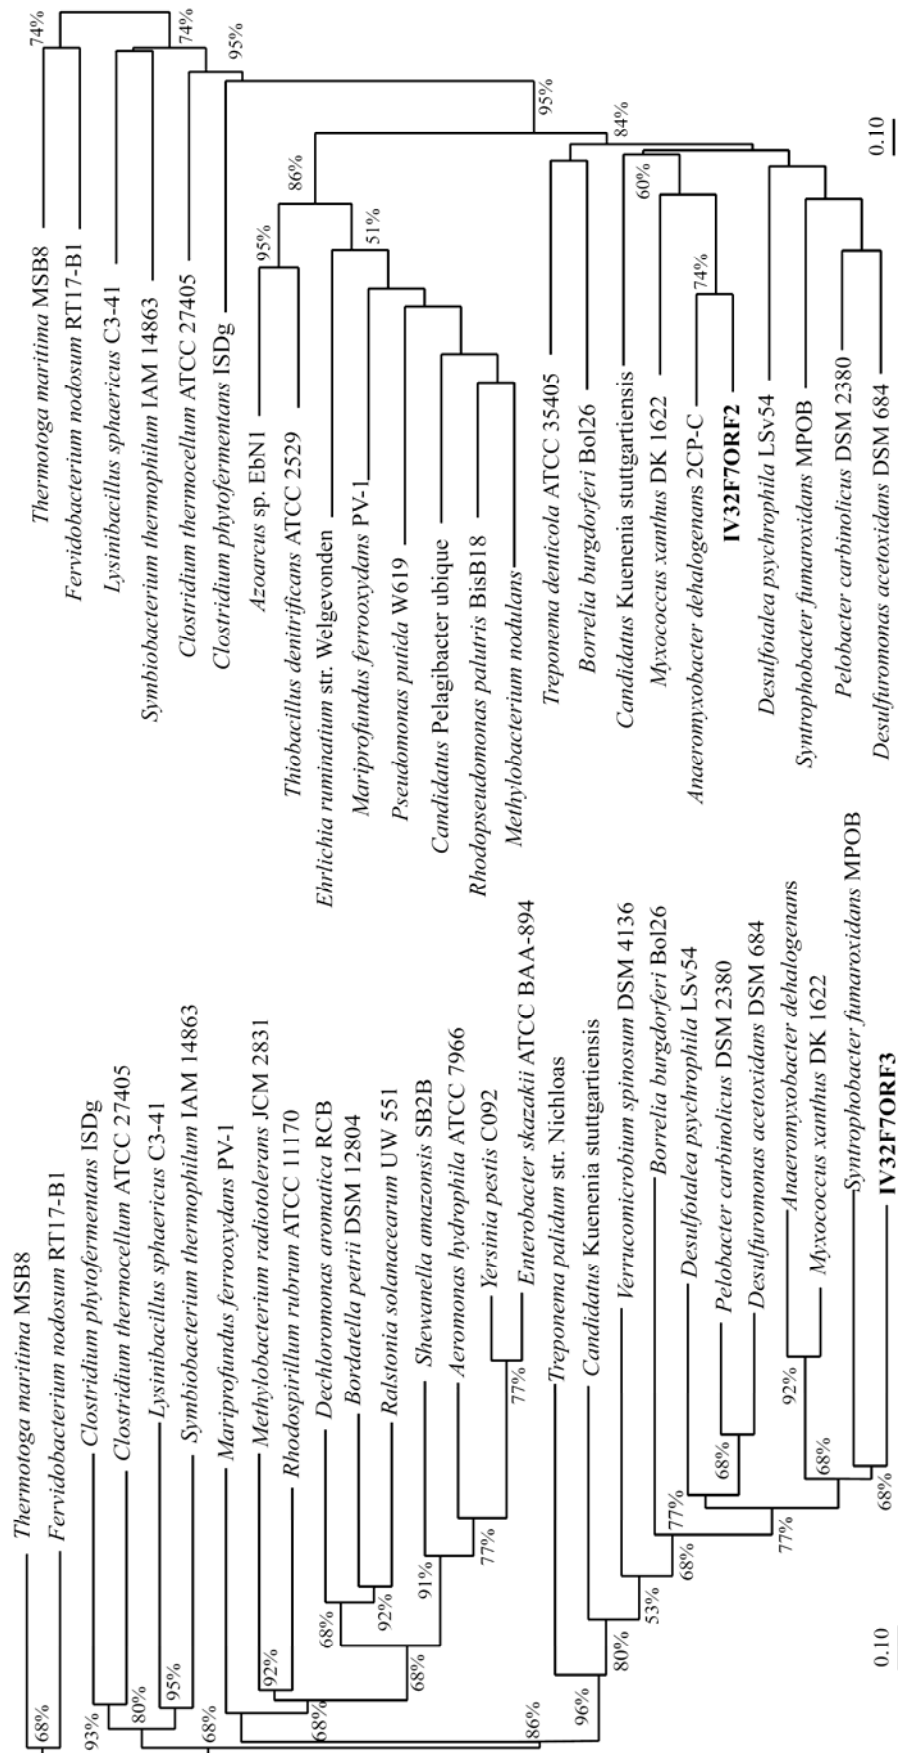 Thermotoga maritima MSB8
Fervidobacterium nodosum RT17-B1
Clostridium phytofermentans ISDg
Clostridium thermocellum ATCC 27405
Lysinibacillus sphaericus C3-41
Symbiobacterium thermophilum IAM 14863
Mariprofundus ferrooxydans PV-1
Methylobacterium radiotolerans JCM 2831
Rhodospirillum rubrum ATCC 11170
Dechloromonas aromatica RCB
Bordatella petrii DSM 12804
Ralstonia solanacearum UW 551
Shewanella amazonsis SB2B
Aeromonas hydrophila ATCC 7966
Yersinia pestis C092
Enterobacter skazakii ATCC BAA-894
Treponema palidum str. Nichloas
Candidatus Kuenenia stuttgartiensis
Verrucomicrobium spinosum DSM 4136
Borrelia burgdorferi Bol26
Desulfotalea psychrophila LSv54
Pelobacter carbinolicus DSM 2380
Desulfuromonas acetoxidans DSM 684
Anaeromyxobacter dehalogenans
Myxococcus xanthus DK 1622
Syntrophobacter fumaroxidans MPOB
IV32F7ORF3
68%
93%
80%
95%
68%
92%
68%
68%
92%
68%
91%
77%
77%
86%
96%
80%
53%
68%
77%
68%
77%
92%
68%
68%
0.10
Thermotoga maritima MSB8
Fervidobacterium nodosum RT17-B1
Lysinibacillus sphaericus C3-41
Symbiobacterium thermophilum IAM 14863
Clostridium thermocellum ATCC 27405
Clostridium phytofermentans ISDg
Azoarcus sp. EbN1
Thiobacillus denitrificans ATCC 2529
Ehrlichia ruminatium str. Welgevonden
Mariprofundus ferrooxydans PV-1
Pseudomonas putida W619
Candidatus Pelagibacter ubique
Rhodopseudomonas palutris BisB18
Methylobacterium nodulans
Treponema denticola ATCC 35405
Borrelia burgdorferi Bol26
Candidatus Kuenenia stuttgartiensis
Myxococcus xanthus DK 1622
Anaeromyxobacter dehalogenans 2CP-C
IV32F7ORF2
Desulfotalea psychrophila LSv54
Syntrophobacter fumaroxidans MPOB
Pelobacter carbinolicus DSM 2380
Desulfuromonas acetoxidans DSM 684
74%
74%
95%
95%
86%
95%
51%
84%
60%
74%
0.10